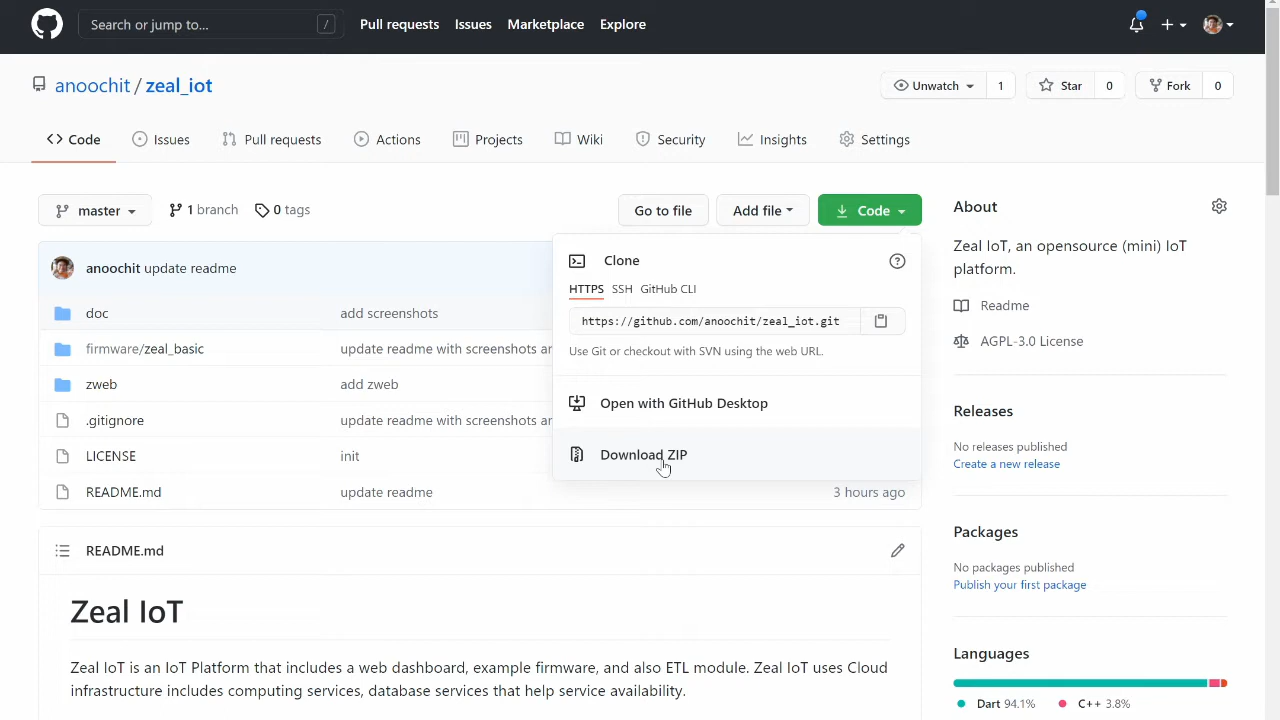 Search or jump to... /
Pull requests Issues Marketplace Explore
anoochit / zeal_iot
Unwatch 1 Star 0 Fork 0
Code Issues Pull requests Actions Projects Wiki Security Insights Settings
master 1 branch 0 tags
Go to file Add file Code
anoochit update readme
doc add screenshots
firmware/zeal_basic update readme with screenshots ar
zweb add zweb
.gitignore update readme with screenshots ar
LICENSE init
README.md update readme 3 hours ago
Clone
HTTPS SSH GitHub CLI
https://github.com/anoochit/zeal_iot.git
Use Git or checkout with SVN using the web URL.
Open with GitHub Desktop
Download ZIP
README.md
Zeal IoT
Zeal IoT is an IoT Platform that includes a web dashboard, example firmware, and also ETL module. Zeal IoT uses Cloud
infrastructure includes computing services, database services that help service availability.
About
Zeal IoT, an opensource (mini) IoT
platform.
Readme
AGPL-3.0 License
Releases
No releases published
Create a new release
Packages
No packages published
Publish your first package
Languages
Dart 94.1% C++ 3.8%